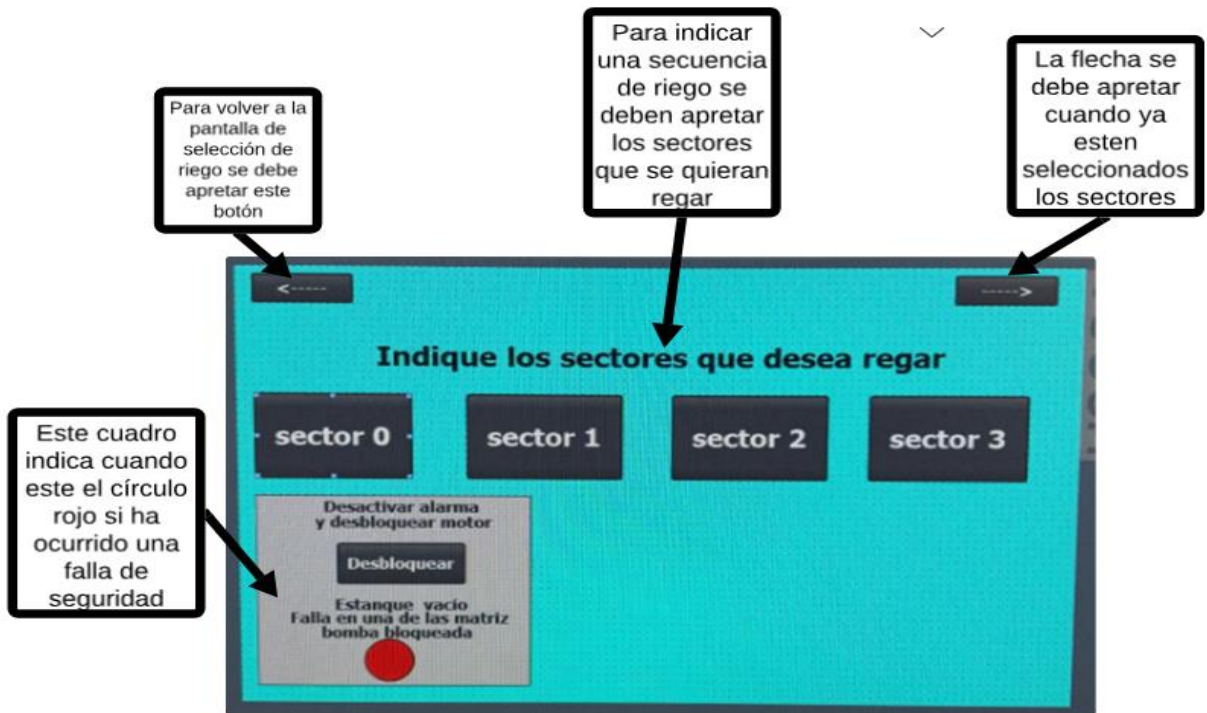 Para indicar
una secuencia
de riego se
deben apretar
los sectores
que se quieran
regar
La flecha se
debe apretar
cuando ya
esten
seleccionados
los sectores
Para volver a la
pantalla de
selección de
riego se debe
apretar este
botón
<-----
----->
Indique los sectores que desea regar
sector 0
sector 1
sector 2
sector 3
Este cuadro
indica cuando
este el círculo
rojo si ha
ocurrido una
falla de
seguridad
Desactivar alarma
y desbloquear motor
Desbloquear
Estanque vacío
Falla en una de las matriz
bomba bloqueada